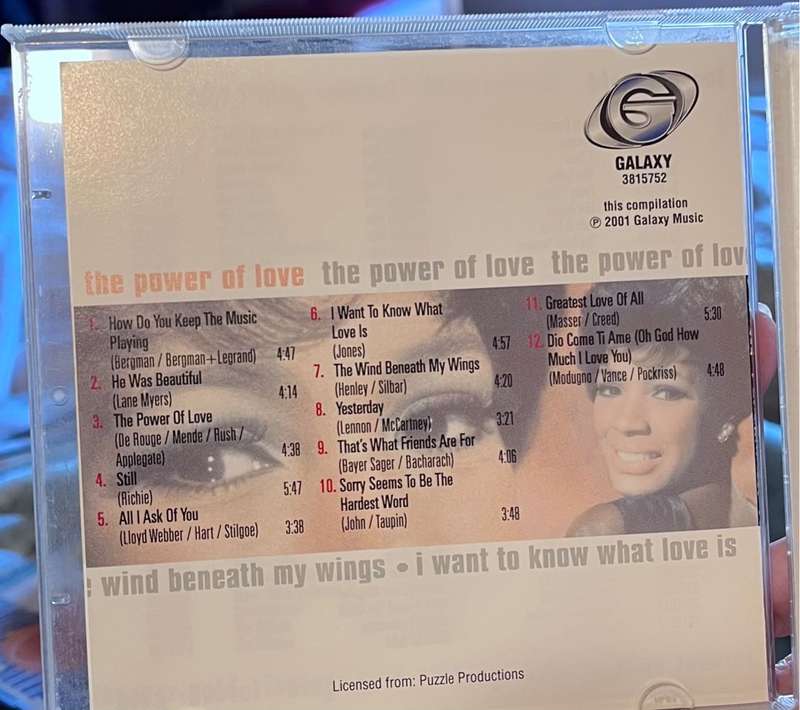 G
GALAXY
3815752
this compilation
℗ 2001 Galaxy Music
the power of love the power of love the power of lov
1. How Do You Keep The Music
Playing
(Bergman / Bergman+Legrand) 4:47
2. He Was Beautiful
(Lane Myers) 4:14
3. The Power Of Love
(De Rouge / Mende / Rush /
Applegate) 4:38
4. Still
(Richie) 5:47
5. All I Ask Of You
(Lloyd Webber / Hart / Stilgoe) 3:38
6. I Want To Know What
Love Is
(Jones) 4:57
7. The Wind Beneath My Wings
(Henley / Silbar) 4:20
8. Yesterday
(Lennon / McCartney) 3:21
9. That's What Friends Are For
(Bayer Sager / Bacharach) 4:06
10. Sorry Seems To Be The
Hardest Word
(John / Taupin) 3:48
11. Greatest Love Of All
(Masser / Creed) 5:30
12. Dio Come Ti Ame (Oh God How
Much I Love You)
(Modugno / Vance / Pockriss) 4:48
wind beneath my wings • i want to know what love is
Licensed from: Puzzle Productions